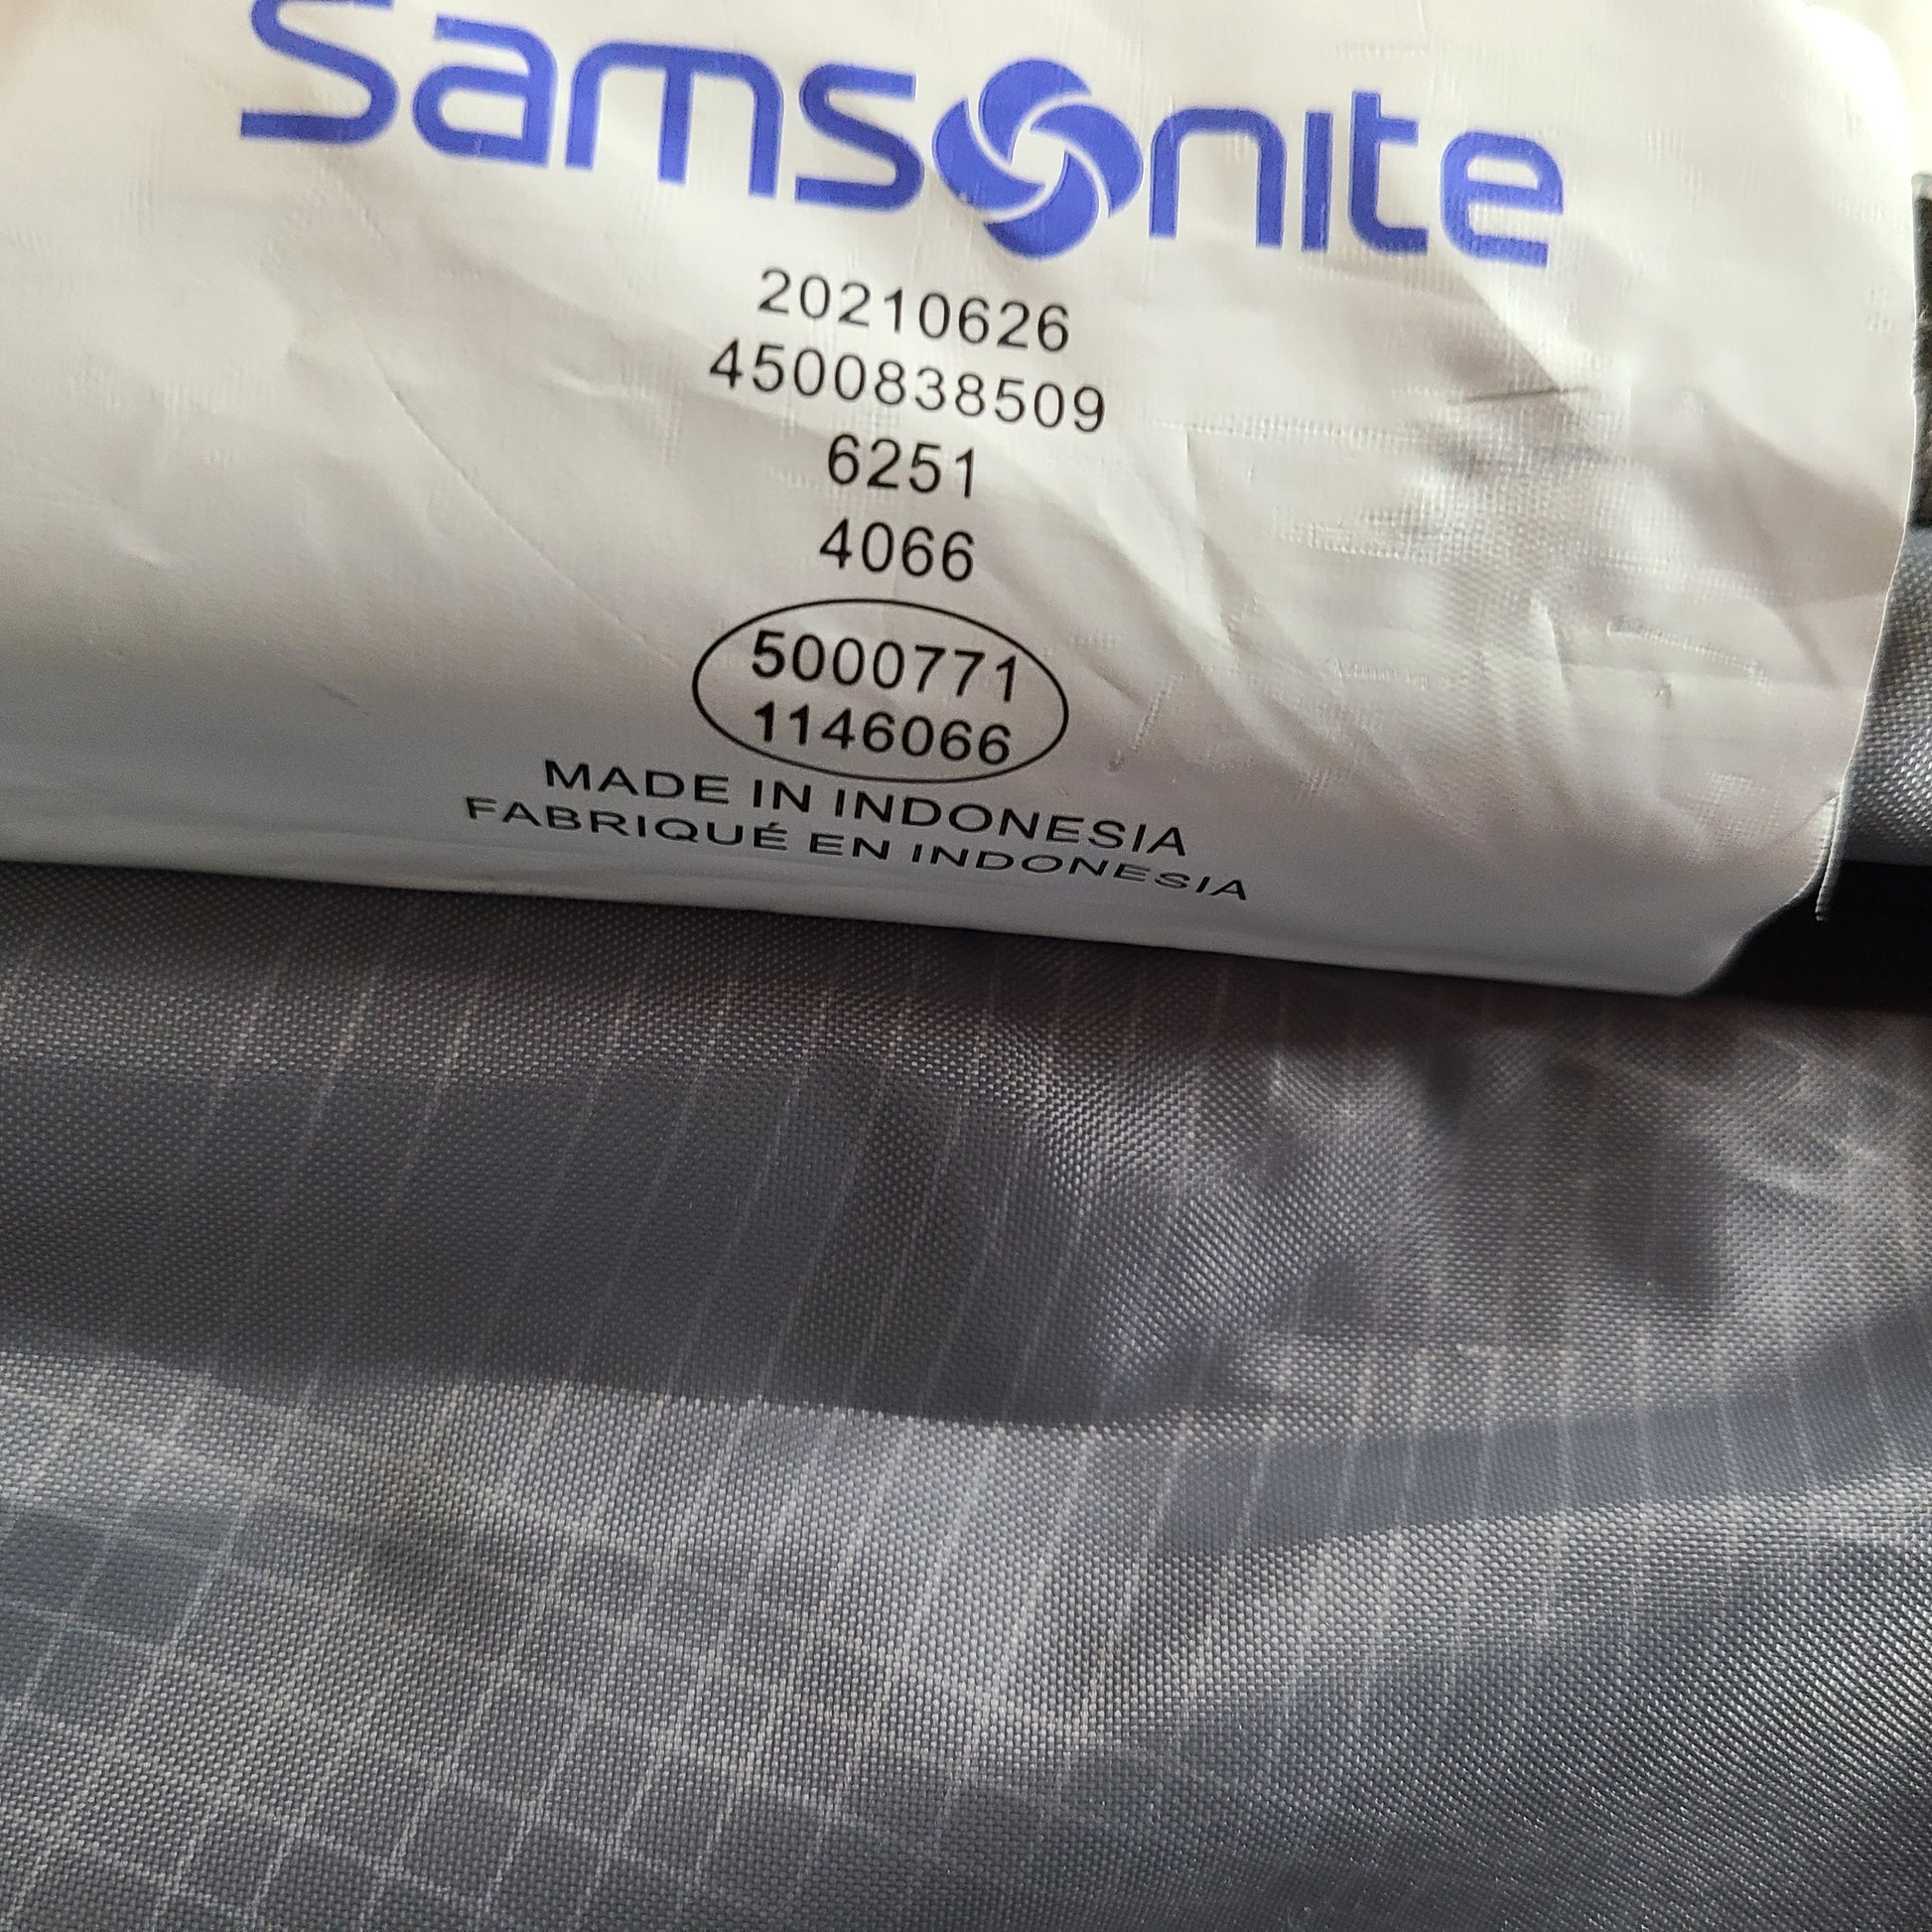 Samsonite
20210626
4500838509
6251
4066
5000771
1146066
MADE IN INDONESIA
FABRIQUÉ EN INDONESIA